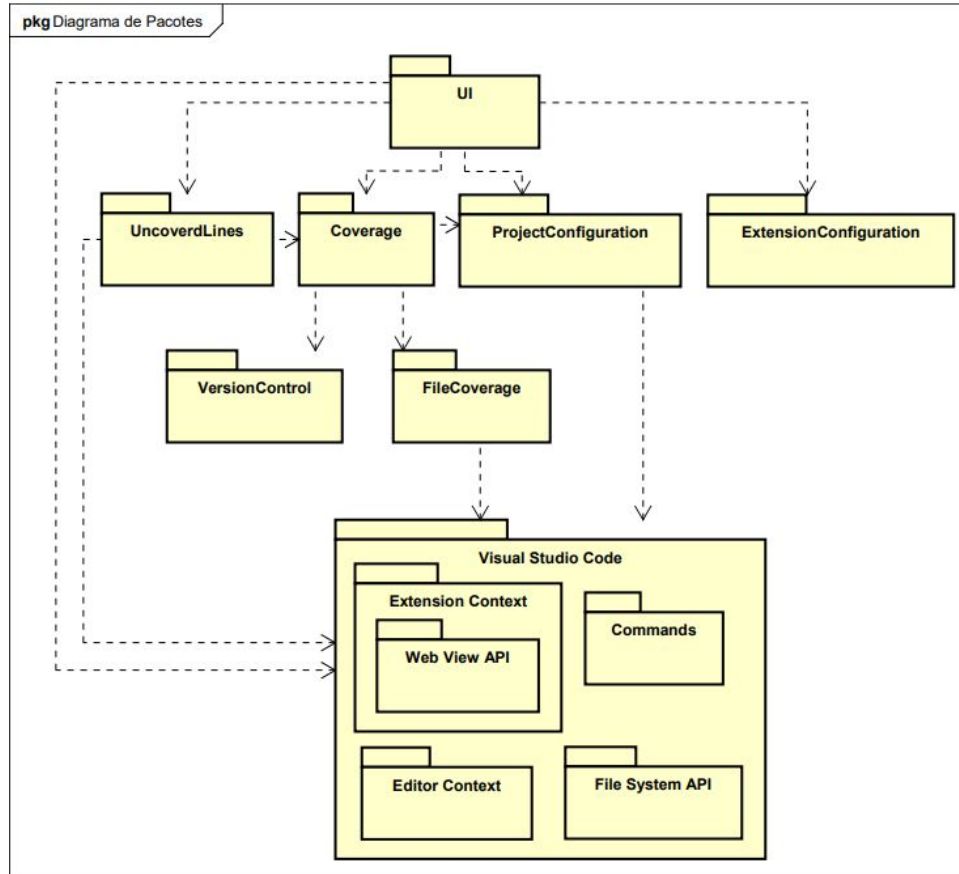 pkg Diagrama de Pacotes
UI
UncoverdLines
Coverage
ProjectConfiguration
ExtensionConfiguration
VersionControl
FileCoverage
Visual Studio Code
Extension Context
Commands
Web View API
Editor Context
File System API